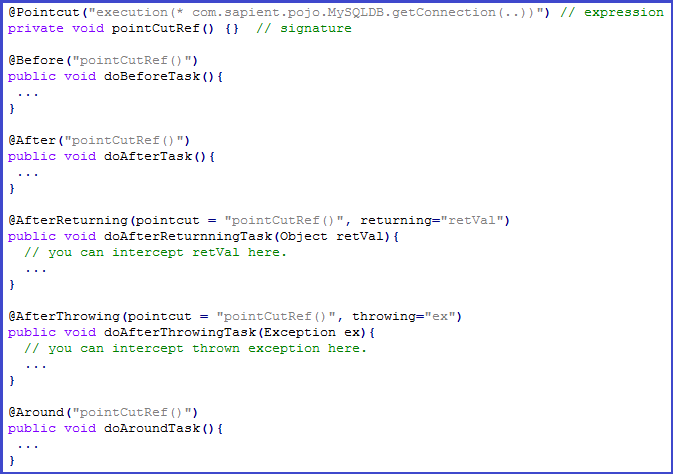 @Pointcut("execution(* com.sapient.pojo.MySQLDB.getConnection(..))") // expression
private void pointCutRef() {}  // signature

@Before("pointCutRef()")
public void doBeforeTask(){
 ...
}

@After("pointCutRef()")
public void doAfterTask(){
 ...
}

@AfterReturning(pointcut = "pointCutRef()", returning="retVal")
public void doAfterReturnningTask(Object retVal){
  // you can intercept retVal here.
  ...
}

@AfterThrowing(pointcut = "pointCutRef()", throwing="ex")
public void doAfterThrowingTask(Exception ex){
  // you can intercept thrown exception here.
  ...
}

@Around("pointCutRef()")
public void doAroundTask(){
 ...
}